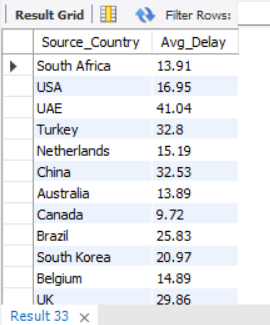 Result Grid Filter Rows:
Source_Country Avg_Delay
South Africa 13.91
USA 16.95
UAE 41.04
Turkey 32.8
Netherlands 15.19
China 32.53
Australia 13.89
Canada 9.72
Brazil 25.83
South Korea 20.97
Belgium 14.89
UK 29.86
Result 33